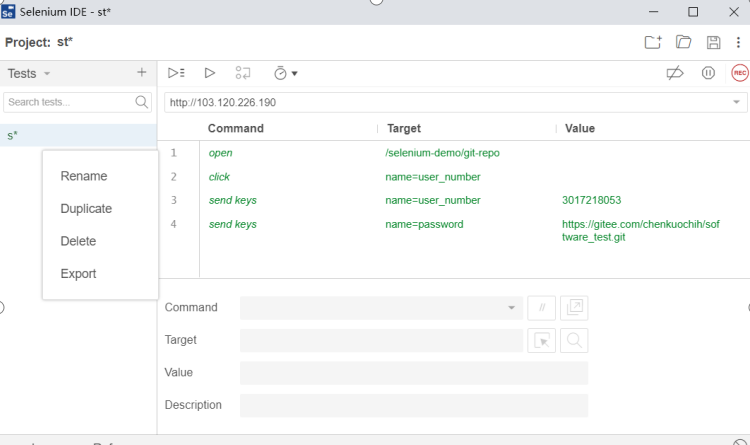 Se Selenium IDE - st*
Project: st*
Tests
Search tests...
s*
Rename
Duplicate
Delete
Export
REC
http://103.120.226.190
Command Target Value
1 open /selenium-demo/git-repo
2 click name=user_number
3 send keys name=user_number 3017218053
4 send keys name=password https://gitee.com/chenkuochih/sof
tware_test.git
Command //
Target
Value
Description